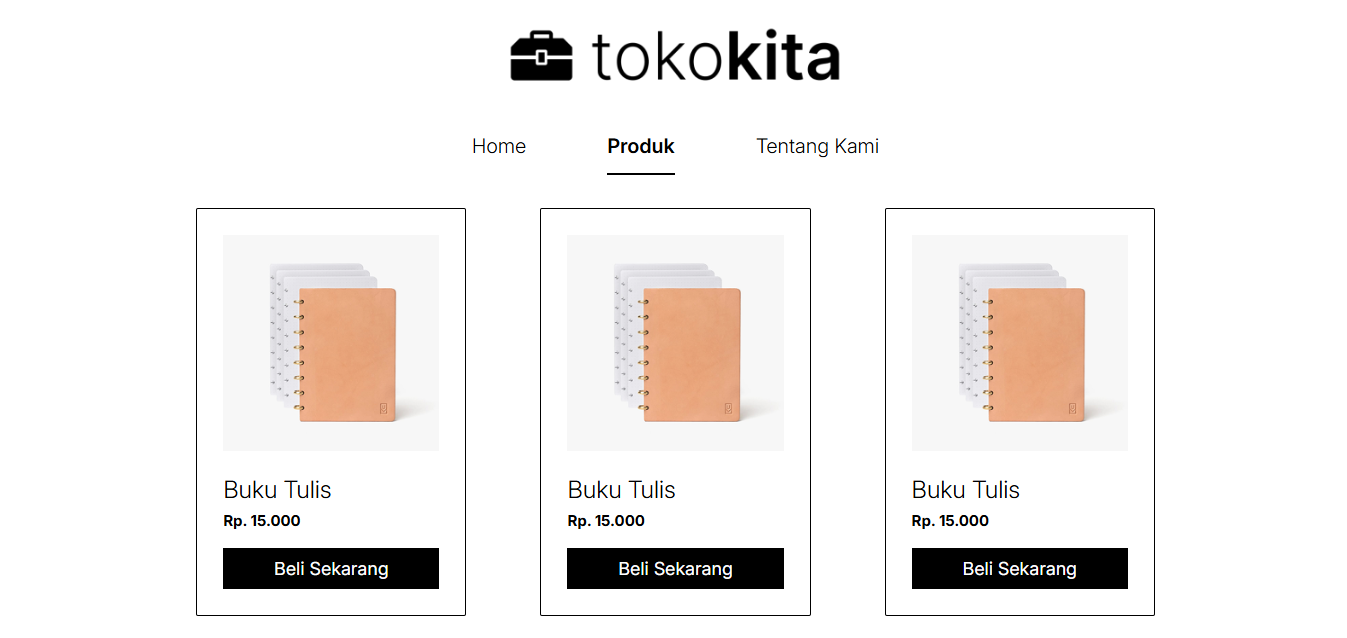 tokokita
Home Produk Tentang Kami
Buku Tulis
Rp. 15.000
Beli Sekarang
Buku Tulis
Rp. 15.000
Beli Sekarang
Buku Tulis
Rp. 15.000
Beli Sekarang